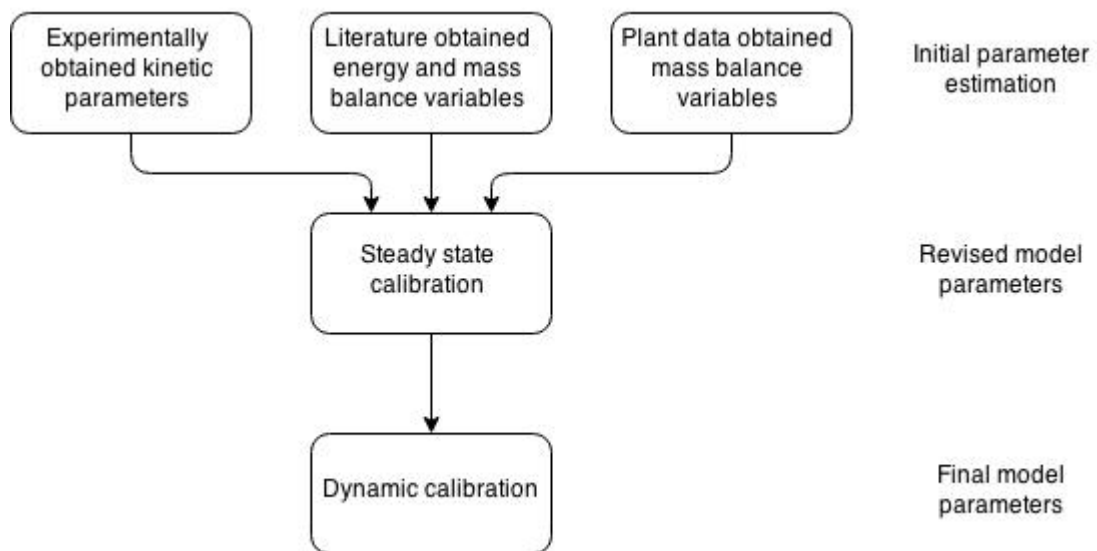 Experimentally
obtained kinetic
parameters
Literature obtained
energy and mass
balance variables
Plant data obtained
mass balance
variables
Initial parameter
estimation
Steady state
calibration
Revised model
parameters
Dynamic calibration
Final model
parameters